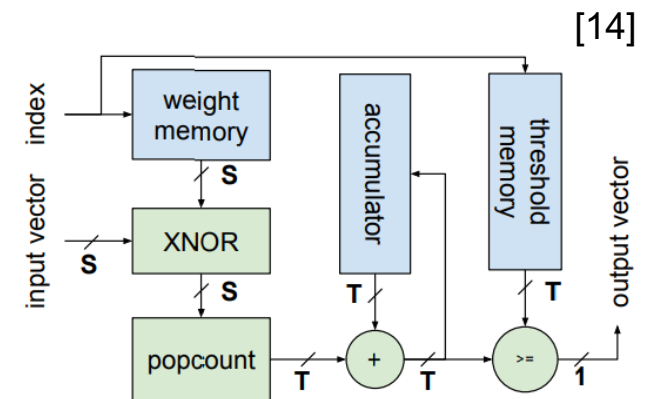 [14]
index
weight
memory
S
input vector
S
XNOR
S
popcount
T
accumulator
T
+
T
threshold
memory
T
>=
1
output vector